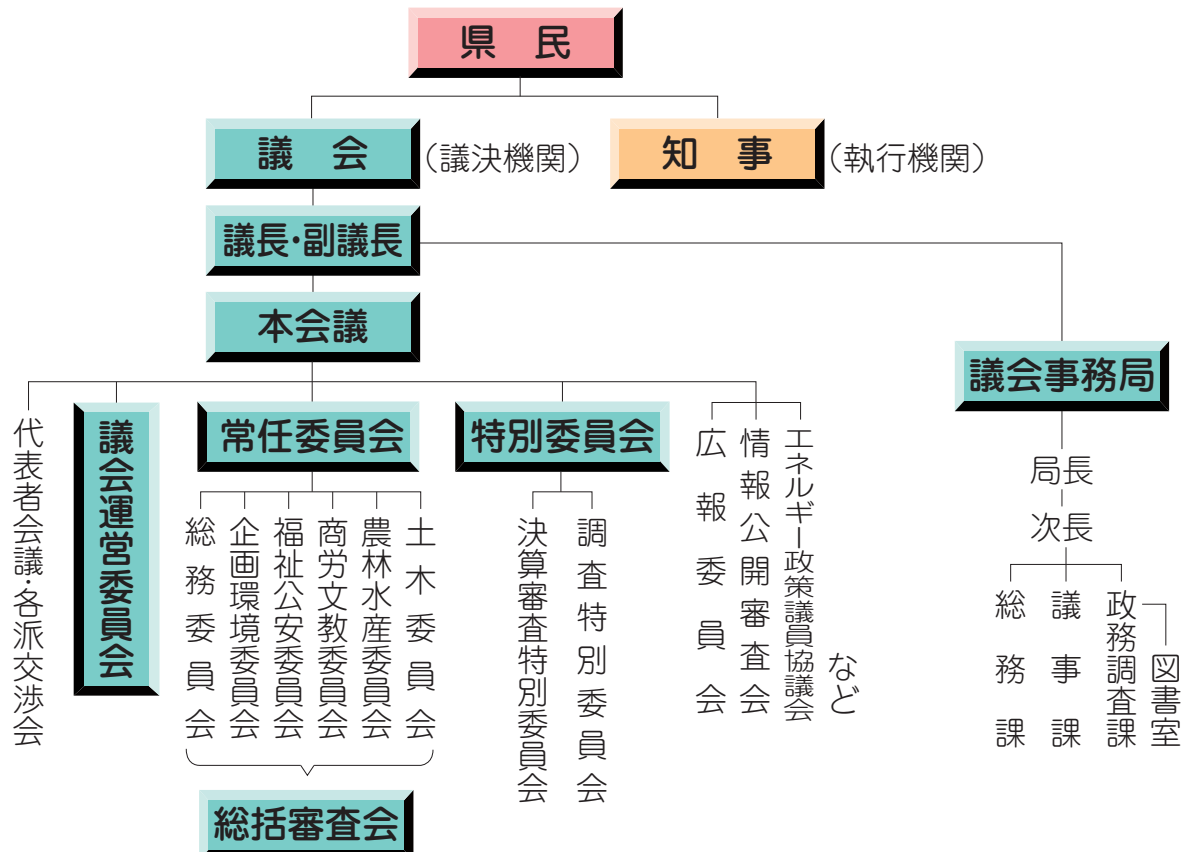 県　民
議　会
（議決機関）
知　事
（執行機関）
議長・副議長
本会議
議会事務局
代表者会議・各派交渉会
議会運営委員会
常任委員会
総務委員会
企画環境委員会
福祉公安委員会
商労文教委員会
農林水産委員会
土木委員会
総括審査会
特別委員会
決算審査特別委員会
調査特別委員会
広報委員会
情報公開審査会
エネルギー政策議員協議会
など
局長
次長
総務課
議事課
政務調査課
図書室